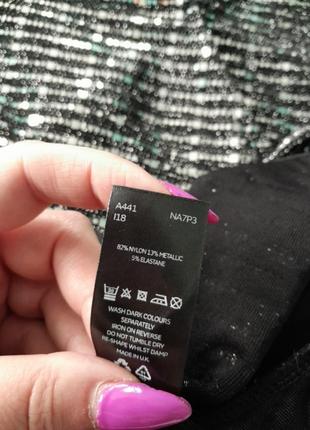 A441
I18
NA7P3
82% NYLON 13% METALLIC
5% ELASTANE
WASH DARK COLOURS
SEPARATELY
IRON ON REVERSE
DO NOT TUMBLE DRY
RE-SHAPE WHILST DAMP
MADE IN U.K.